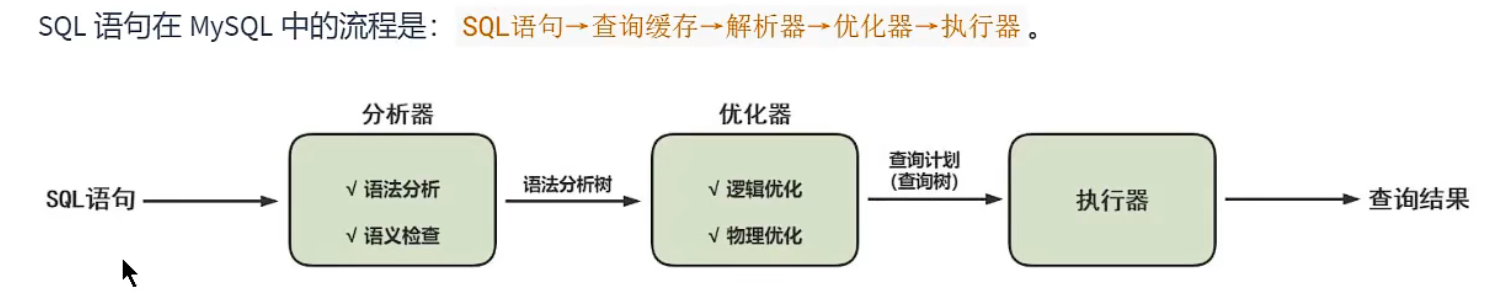 SQL 语句在 MySQL 中的流程是： SQL语句→查询缓存→解析器→优化器→执行器 。
分析器
优化器
SQL语句
√ 语法分析
√ 语义检查
语法分析树
√ 逻辑优化
√ 物理优化
查询计划
(查询树)
执行器
查询结果